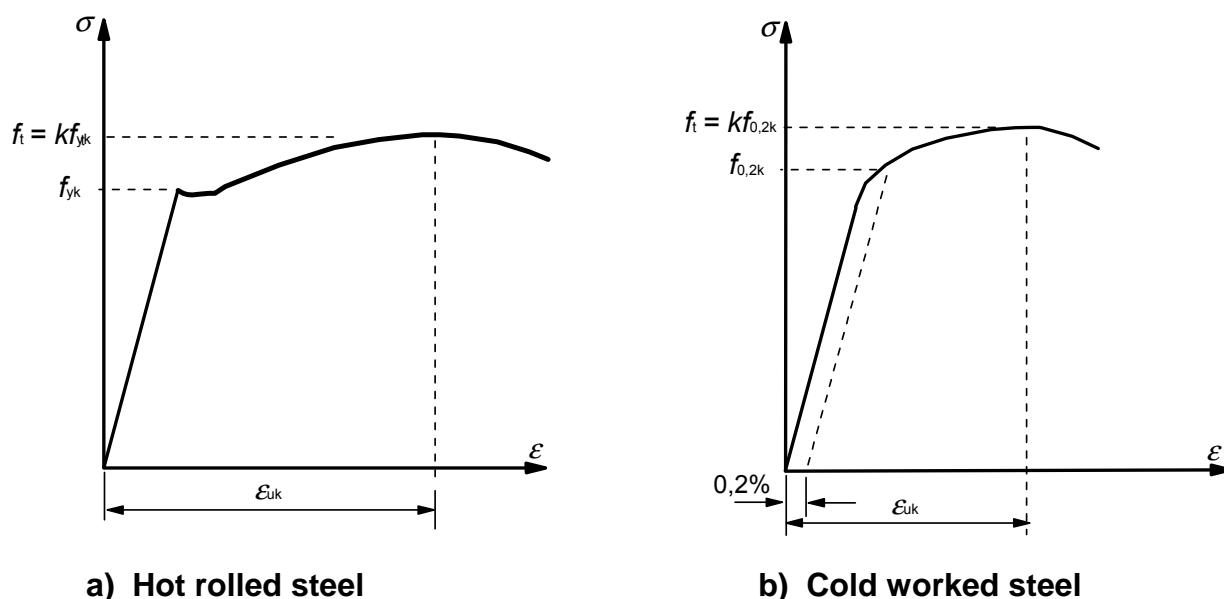 σ
f_t = kf_yk
f_yk
ε
ε_uk
a) Hot rolled steel
σ
f_t = kf_0,2k
f_0,2k
ε
0,2%
ε_uk
b) Cold worked steel